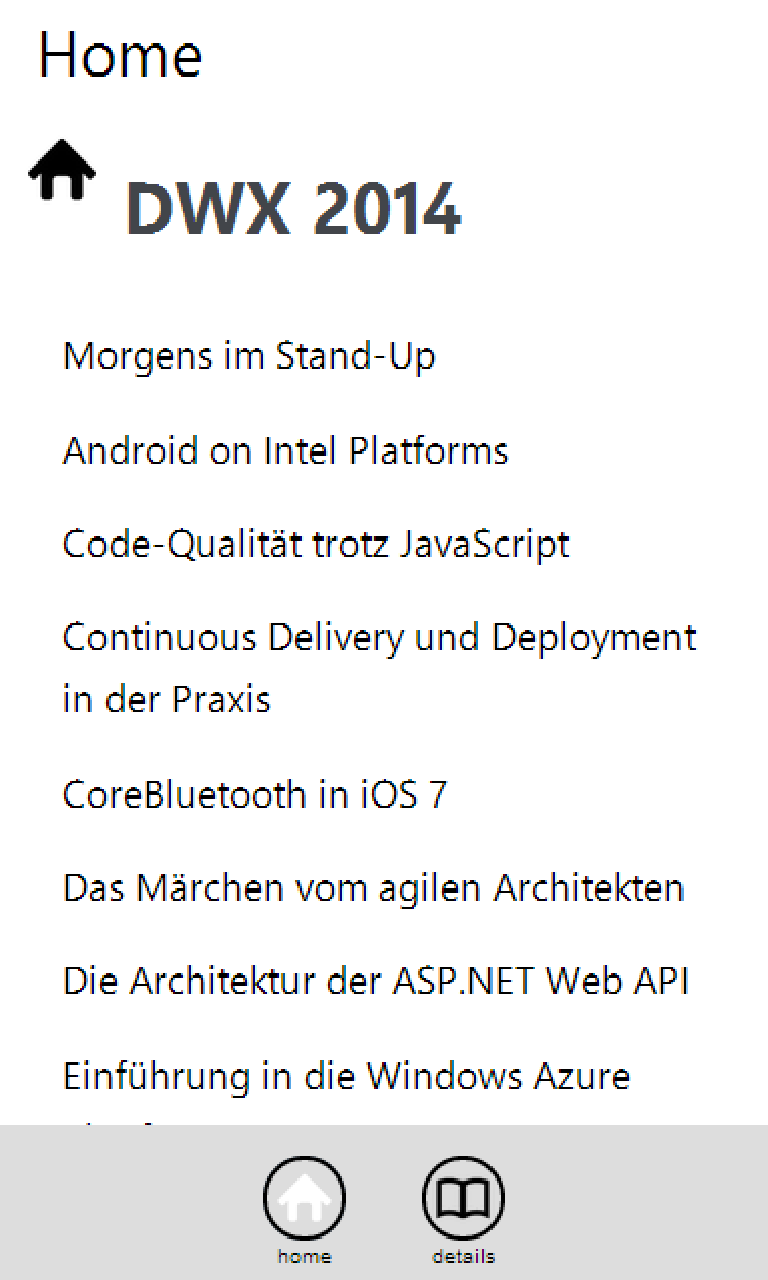 Home
DWX 2014
Morgens im Stand-Up
Android on Intel Platforms
Code-Qualität trotz JavaScript
Continuous Delivery und Deployment
in der Praxis
CoreBluetooth in iOS 7
Das Märchen vom agilen Architekten
Die Architektur der ASP.NET Web API
Einführung in die Windows Azure
home
details